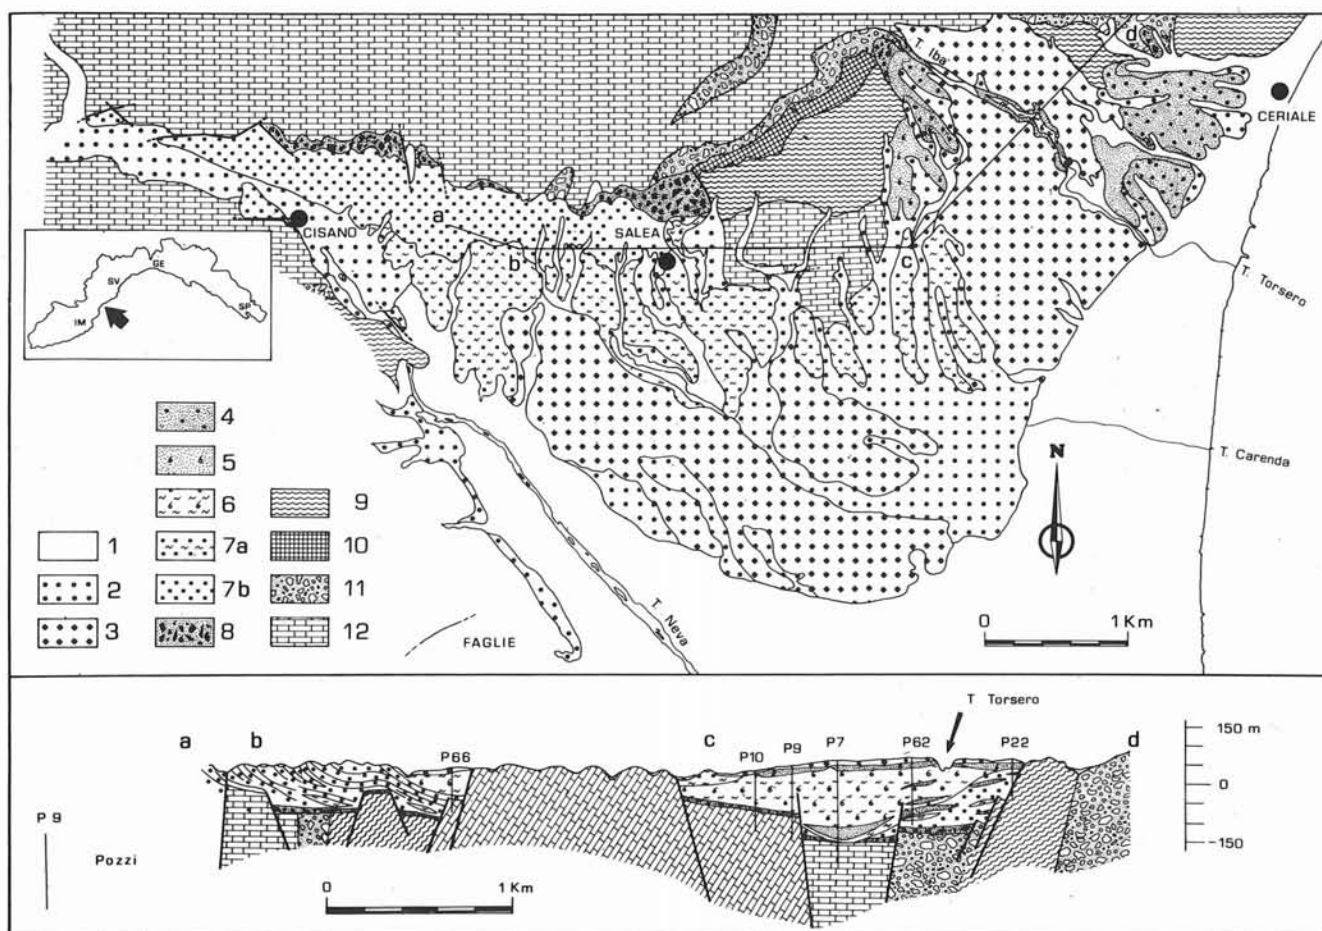 T. Iba
d
CERIALE
a
CISANO
SALEA
b
c
T. Torsero
GE
SV
SP
IM
T. Carenda
N
4
5
6
9
1
7a
10
2
7b
11
3
8
12
T. Neva
FAGLIE
0 1 Km
T Torsero
a b c d
P66 P10 P9 P7 P62 P22
150 m
0
-150
P 9
Pozzi
0 1 Km